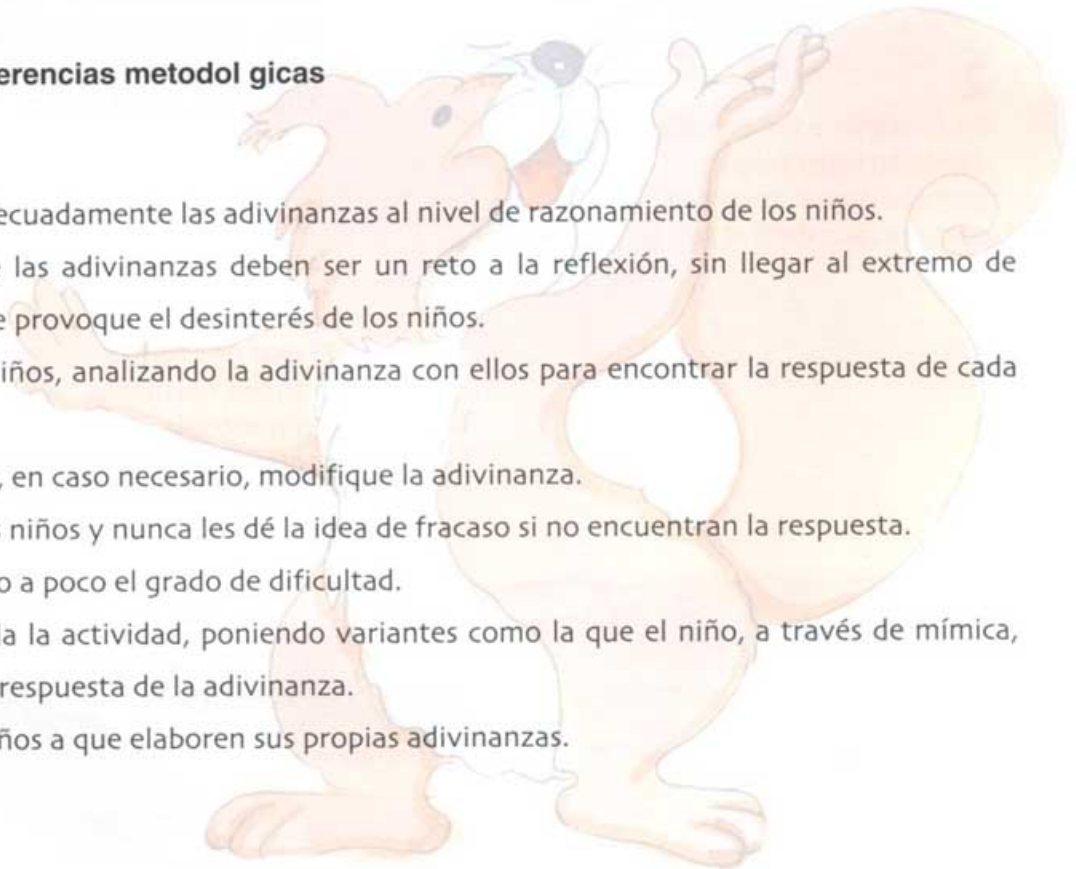 erencias metodol gicas
ecuadamente las adivinanzas al nivel de razonamiento de los niños.
las adivinanzas deben ser un reto a la reflexión, sin llegar al extremo de
e provoque el desinterés de los niños.
iños, analizando la adivinanza con ellos para encontrar la respuesta de cada
, en caso necesario, modifique la adivinanza.
s niños y nunca les dé la idea de fracaso si no encuentran la respuesta.
o a poco el grado de dificultad.
la la actividad, poniendo variantes como la que el niño, a través de mímica,
respuesta de la adivinanza.
ños a que elaboren sus propias adivinanzas.